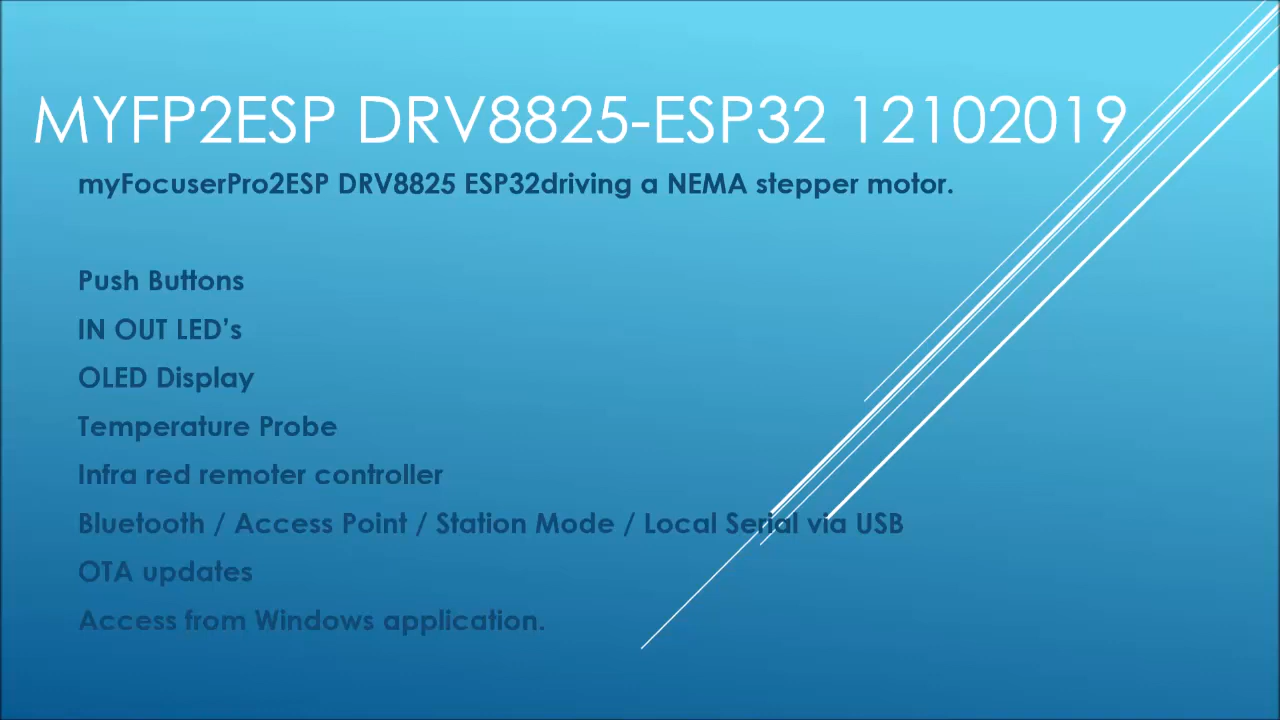 MYFP2ESP DRV8825-ESP32 12102019
myFocuserPro2ESP DRV8825 ESP32driving a NEMA stepper motor.
Push Buttons
IN OUT LED’s
OLED Display
Temperature Probe
Infra red remoter controller
Bluetooth / Access Point / Station Mode / Local Serial via USB
OTA updates
Access from Windows application.